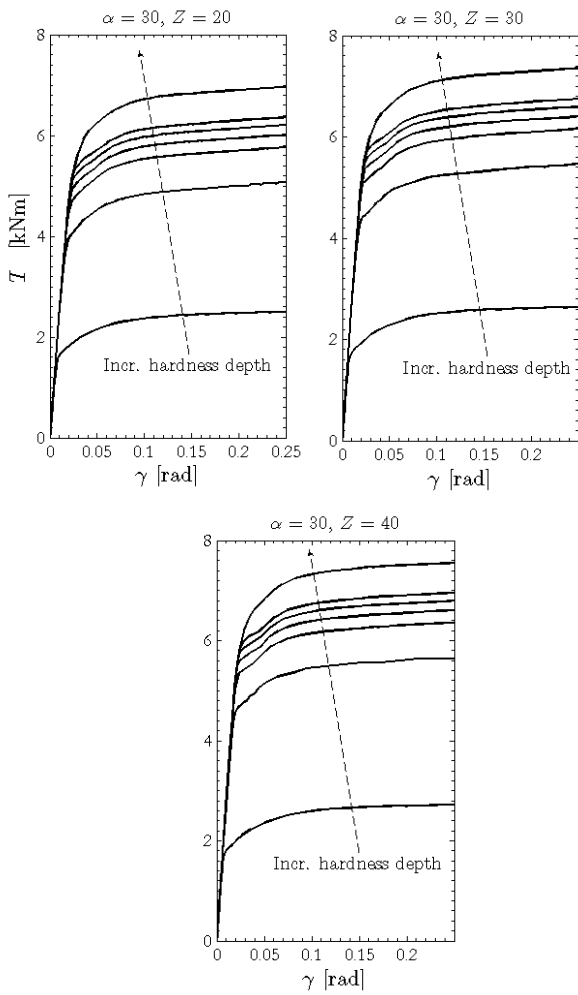 α = 30, Z = 20
8
6
4
2
0
T [kNm]
Incr. hardness depth
0 0.05 0.1 0.15 0.2 0.25
γ [rad]
α = 30, Z = 30
8
6
4
2
0
Incr. hardness depth
0 0.05 0.1 0.15 0.2
γ [rad]
α = 30, Z = 40
8
6
4
2
0
Incr. hardness depth
0 0.05 0.1 0.15 0.2
γ [rad]